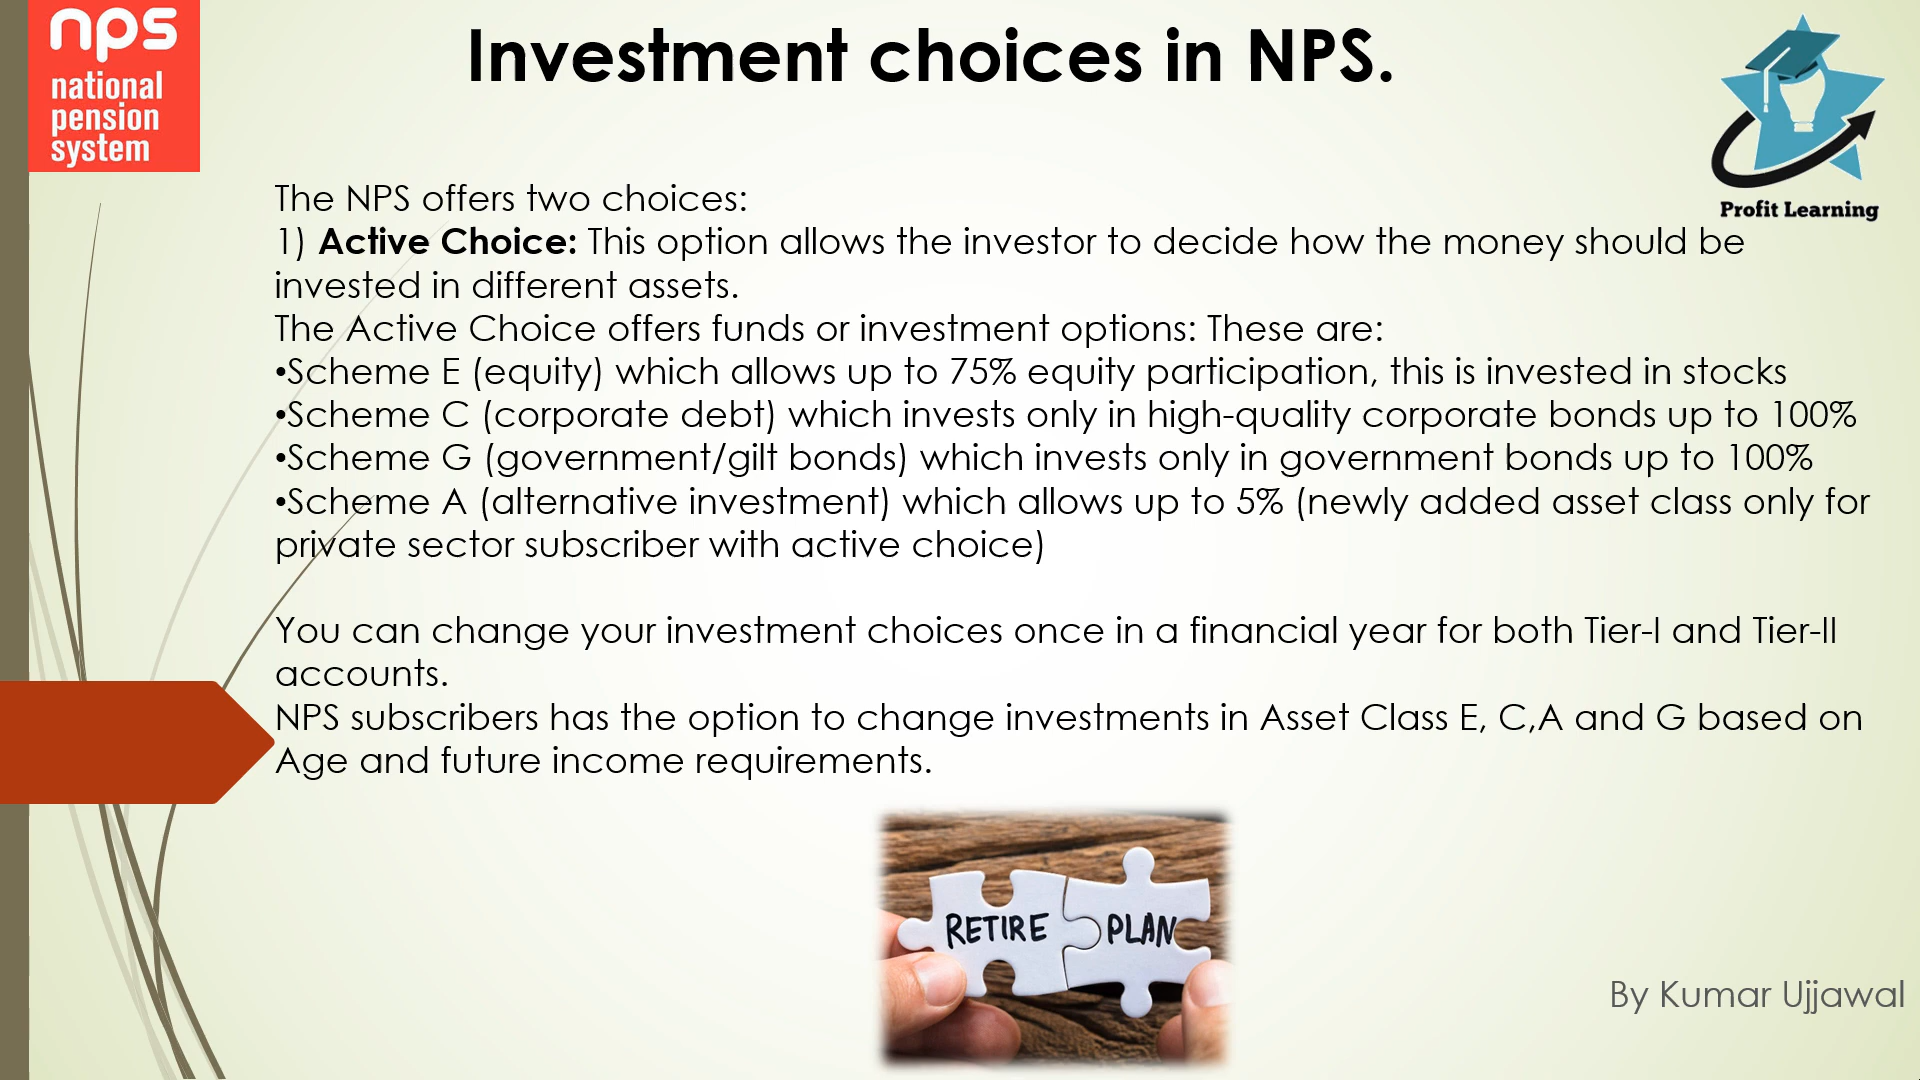 nps
national
pension
system
Investment choices in NPS.
Profit Learning
The NPS offers two choices:
1) Active Choice: This option allows the investor to decide how the money should be
invested in different assets.
The Active Choice offers funds or investment options: These are:
•Scheme E (equity) which allows up to 75% equity participation, this is invested in stocks
•Scheme C (corporate debt) which invests only in high-quality corporate bonds up to 100%
•Scheme G (government/gilt bonds) which invests only in government bonds up to 100%
•Scheme A (alternative investment) which allows up to 5% (newly added asset class only for
private sector subscriber with active choice)
You can change your investment choices once in a financial year for both Tier-I and Tier-II
accounts.
NPS subscribers has the option to change investments in Asset Class E, C,A and G based on
Age and future income requirements.
RETIRE PLAN
By Kumar Ujjawal